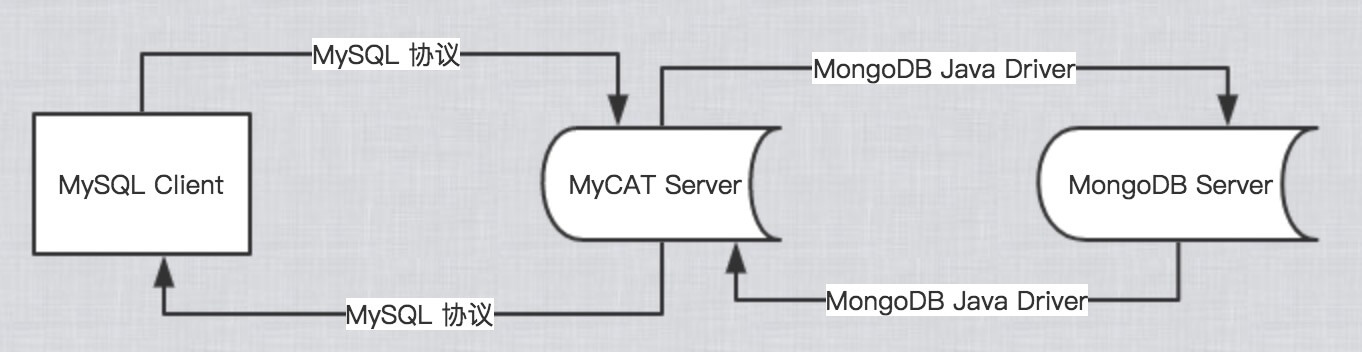 MySQL 协议
MongoDB Java Driver
MySQL Client
MyCAT Server
MongoDB Server
MySQL 协议
MongoDB Java Driver